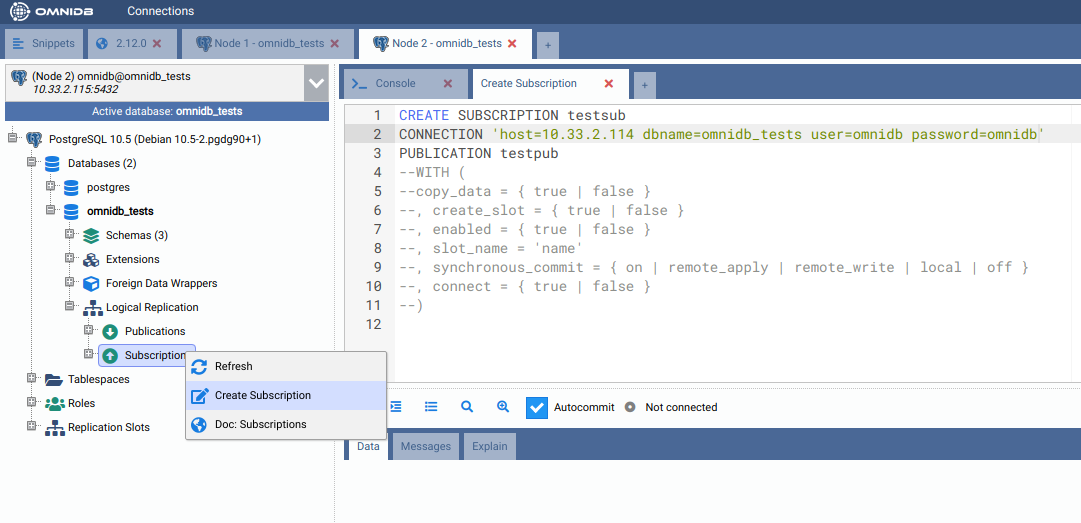 OMNIDB Connections
Snippets 2.12.0 Node 1 - omnidb_tests Node 2 - omnidb_tests +
(Node 2) omnidb@omnidb_tests
10.33.2.115:5432
Active database: omnidb_tests
PostgreSQL 10.5 (Debian 10.5-2.pgdg90+1)
Databases (2)
postgres
omnidb_tests
Schemas (3)
Extensions
Foreign Data Wrappers
Logical Replication
Publications
Subscription
Tablespaces
Roles
Replication Slots
Refresh
Create Subscription
Doc: Subscriptions
Console Create Subscription +
1 CREATE SUBSCRIPTION testsub
2 CONNECTION 'host=10.33.2.114 dbname=omnidb_tests user=omnidb password=omnidb'
3 PUBLICATION testpub
4 --WITH (
5 --copy_data = { true | false }
6 --, create_slot = { true | false }
7 --, enabled = { true | false }
8 --, slot_name = 'name'
9 --, synchronous_commit = { on | remote_apply | remote_write | local | off }
10 --, connect = { true | false }
11 --)
12
Autocommit Not connected
Data Messages Explain